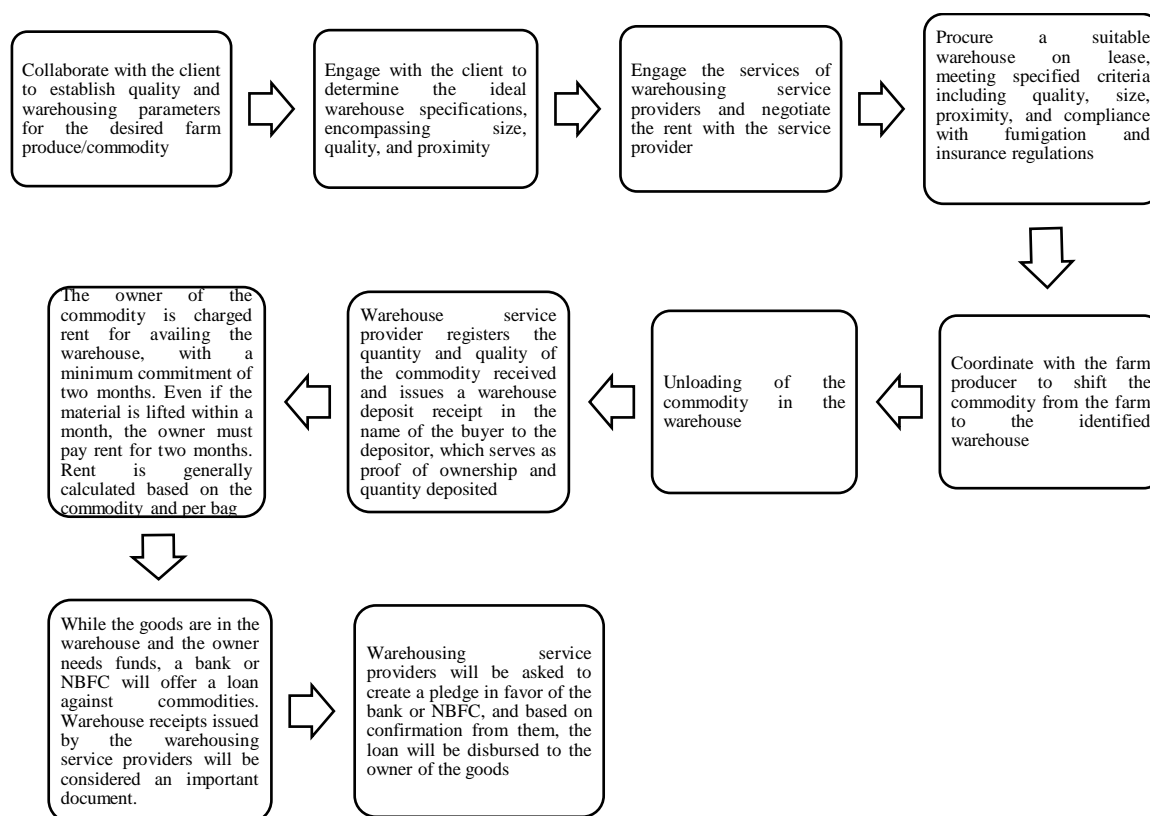 Collaborate with the client
to establish quality and
warehousing parameters
for the desired farm
produce/commodity
Engage with the client to
determine the ideal
warehouse specifications,
encompassing size,
quality, and proximity
Engage the services of
warehousing service
providers and negotiate
the rent with the service
provider
Procure a suitable
warehouse on lease,
meeting specified criteria
including quality, size,
proximity, and compliance
with fumigation and
insurance regulations
Coordinate with the farm
producer to shift the
commodity from the farm
to the identified
warehouse
Unloading of the
commodity in the
warehouse
Warehouse service
provider registers the
quantity and quality of
the commodity received
and issues a warehouse
deposit receipt in the
name of the buyer to the
depositor, which serves as
proof of ownership and
quantity deposited
The owner of the
commodity is charged
rent for availing the
warehouse, with a
minimum commitment of
two months. Even if the
material is lifted within a
month, the owner must
pay rent for two months.
Rent is generally
calculated based on the
commodity and per bag
While the goods are in the
warehouse and the owner
needs funds, a bank or
NBFC will offer a loan
against commodities.
Warehouse receipts issued
by the warehousing
service providers will be
considered an important
document.
Warehousing service
providers will be asked to
create a pledge in favor of the
bank or NBFC, and based on
confirmation from them, the
loan will be disbursed to the
owner of the goods